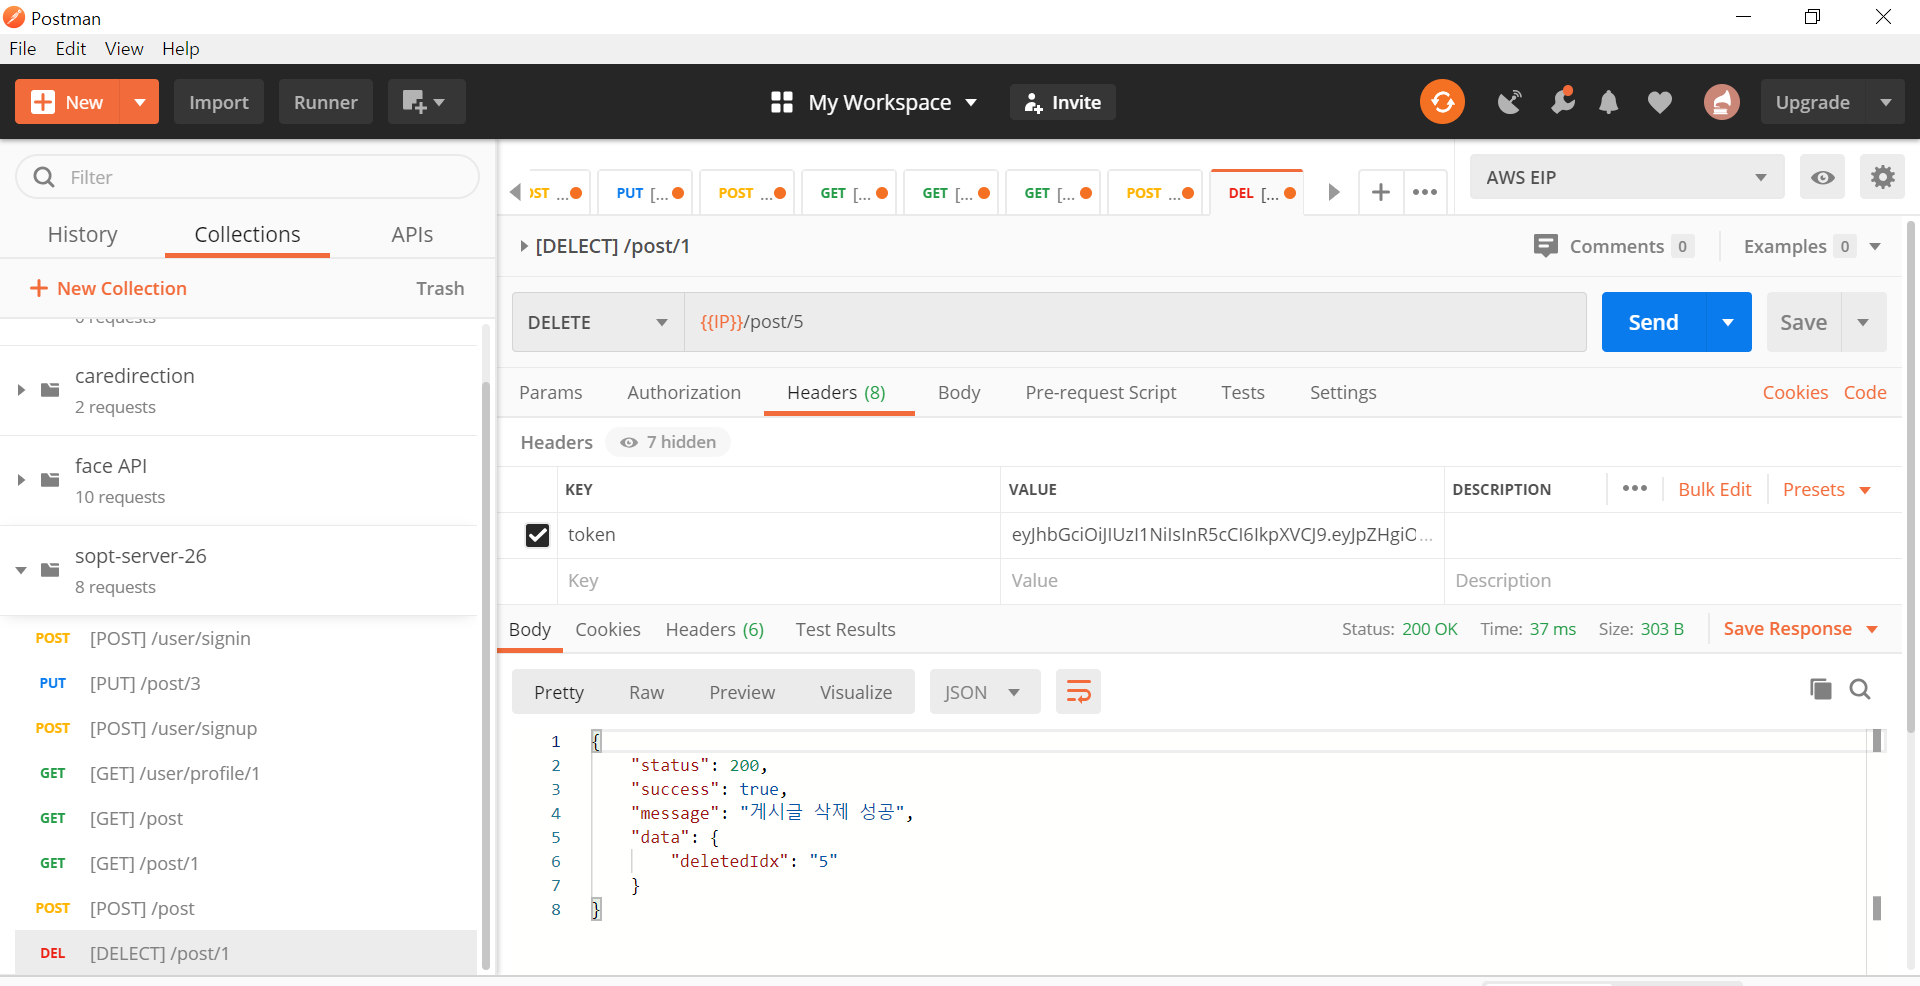 Postman
File Edit View Help
New Import Runner My Workspace Invite Upgrade
Filter
History Collections APIs
New Collection Trash
caredirection
2 requests
face API
10 requests
sopt-server-26
8 requests
POST [POST] /user/signin
PUT [PUT] /post/3
POST [POST] /user/signup
GET [GET] /user/profile/1
GET [GET] /post
GET [GET] /post/1
POST [POST] /post
DEL [DELECT] /post/1
... PUT [... POST ... GET [... GET [... GET [... POST ... DEL [... AWS EIP
[DELECT] /post/1 Comments 0 Examples 0
DELETE {{IP}}/post/5 Send Save
Params Authorization Headers (8) Body Pre-request Script Tests Settings Cookies Code
Headers 7 hidden
KEY VALUE DESCRIPTION ••• Bulk Edit Presets
token eyJhbGciOiJIUzI1NiIsInR5cCI6IkpXVCJ9.eyJpZHgiO...
Key Value Description
Body Cookies Headers (6) Test Results Status: 200 OK Time: 37 ms Size: 303 B Save Response
Pretty Raw Preview Visualize JSON
1 {
2 "status": 200,
3 "success": true,
4 "message": "게시글 삭제 성공",
5 "data": {
6 "deletedIdx": "5"
7 }
8 }